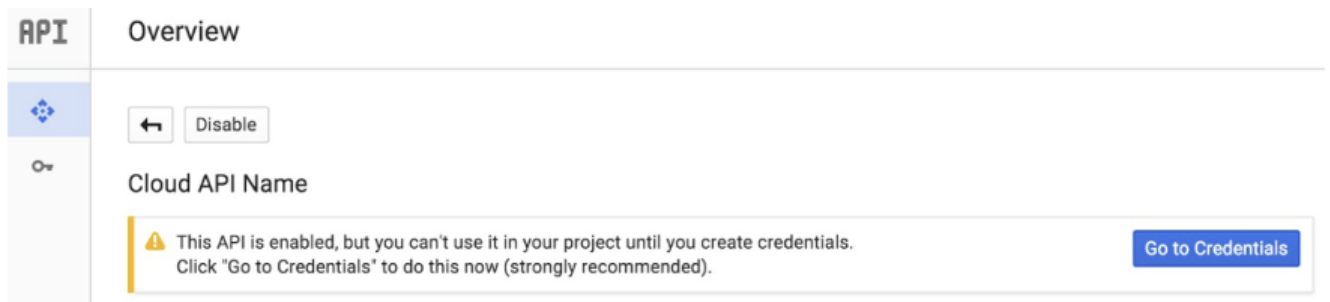 API
Overview
Disable
Cloud API Name
This API is enabled, but you can't use it in your project until you create credentials.
Click "Go to Credentials" to do this now (strongly recommended).
Go to Credentials